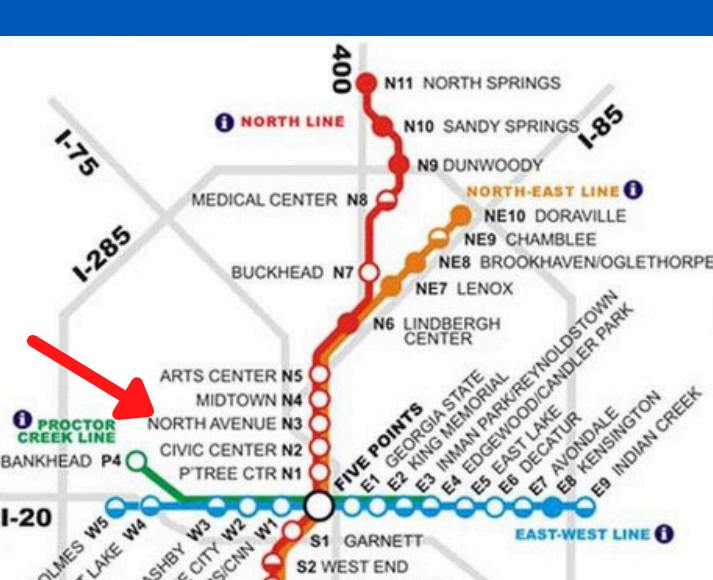 400
N11 NORTH SPRINGS
NORTH LINE
N10 SANDY SPRINGS
I-85
I-75
N9 DUNWOODY
NORTH-EAST LINE
MEDICAL CENTER N8
NE10 DORAVILLE
NE9 CHAMBLEE
I-285
NE8 BROOKHAVEN/OGLETHORPE
BUCKHEAD N7
NE7 LENOX
N6 LINDBERGH
CENTER
ARTS CENTER N5
MIDTOWN N4
NORTH AVENUE N3
CIVIC CENTER N2
P'TREE CTR N1
PROCTOR
CREEK LINE
BANKHEAD P4
FIVE POINTS
E1 GEORGIA STATE
E2 KING MEMORIAL
E3 INMAN PARK/REYNOLDSTOWN
E4 EDGEWOOD/CANDLER PARK
E5 EAST LAKE
E6 DECATUR
E7 AVONDALE
E8 KENSINGTON
E9 INDIAN CREEK
I-20
OLMES W5
T LAKE W4
ASHBY W3
E CITY W2
S/CNN W1
EAST-WEST LINE
S1 GARNETT
S2 WEST END